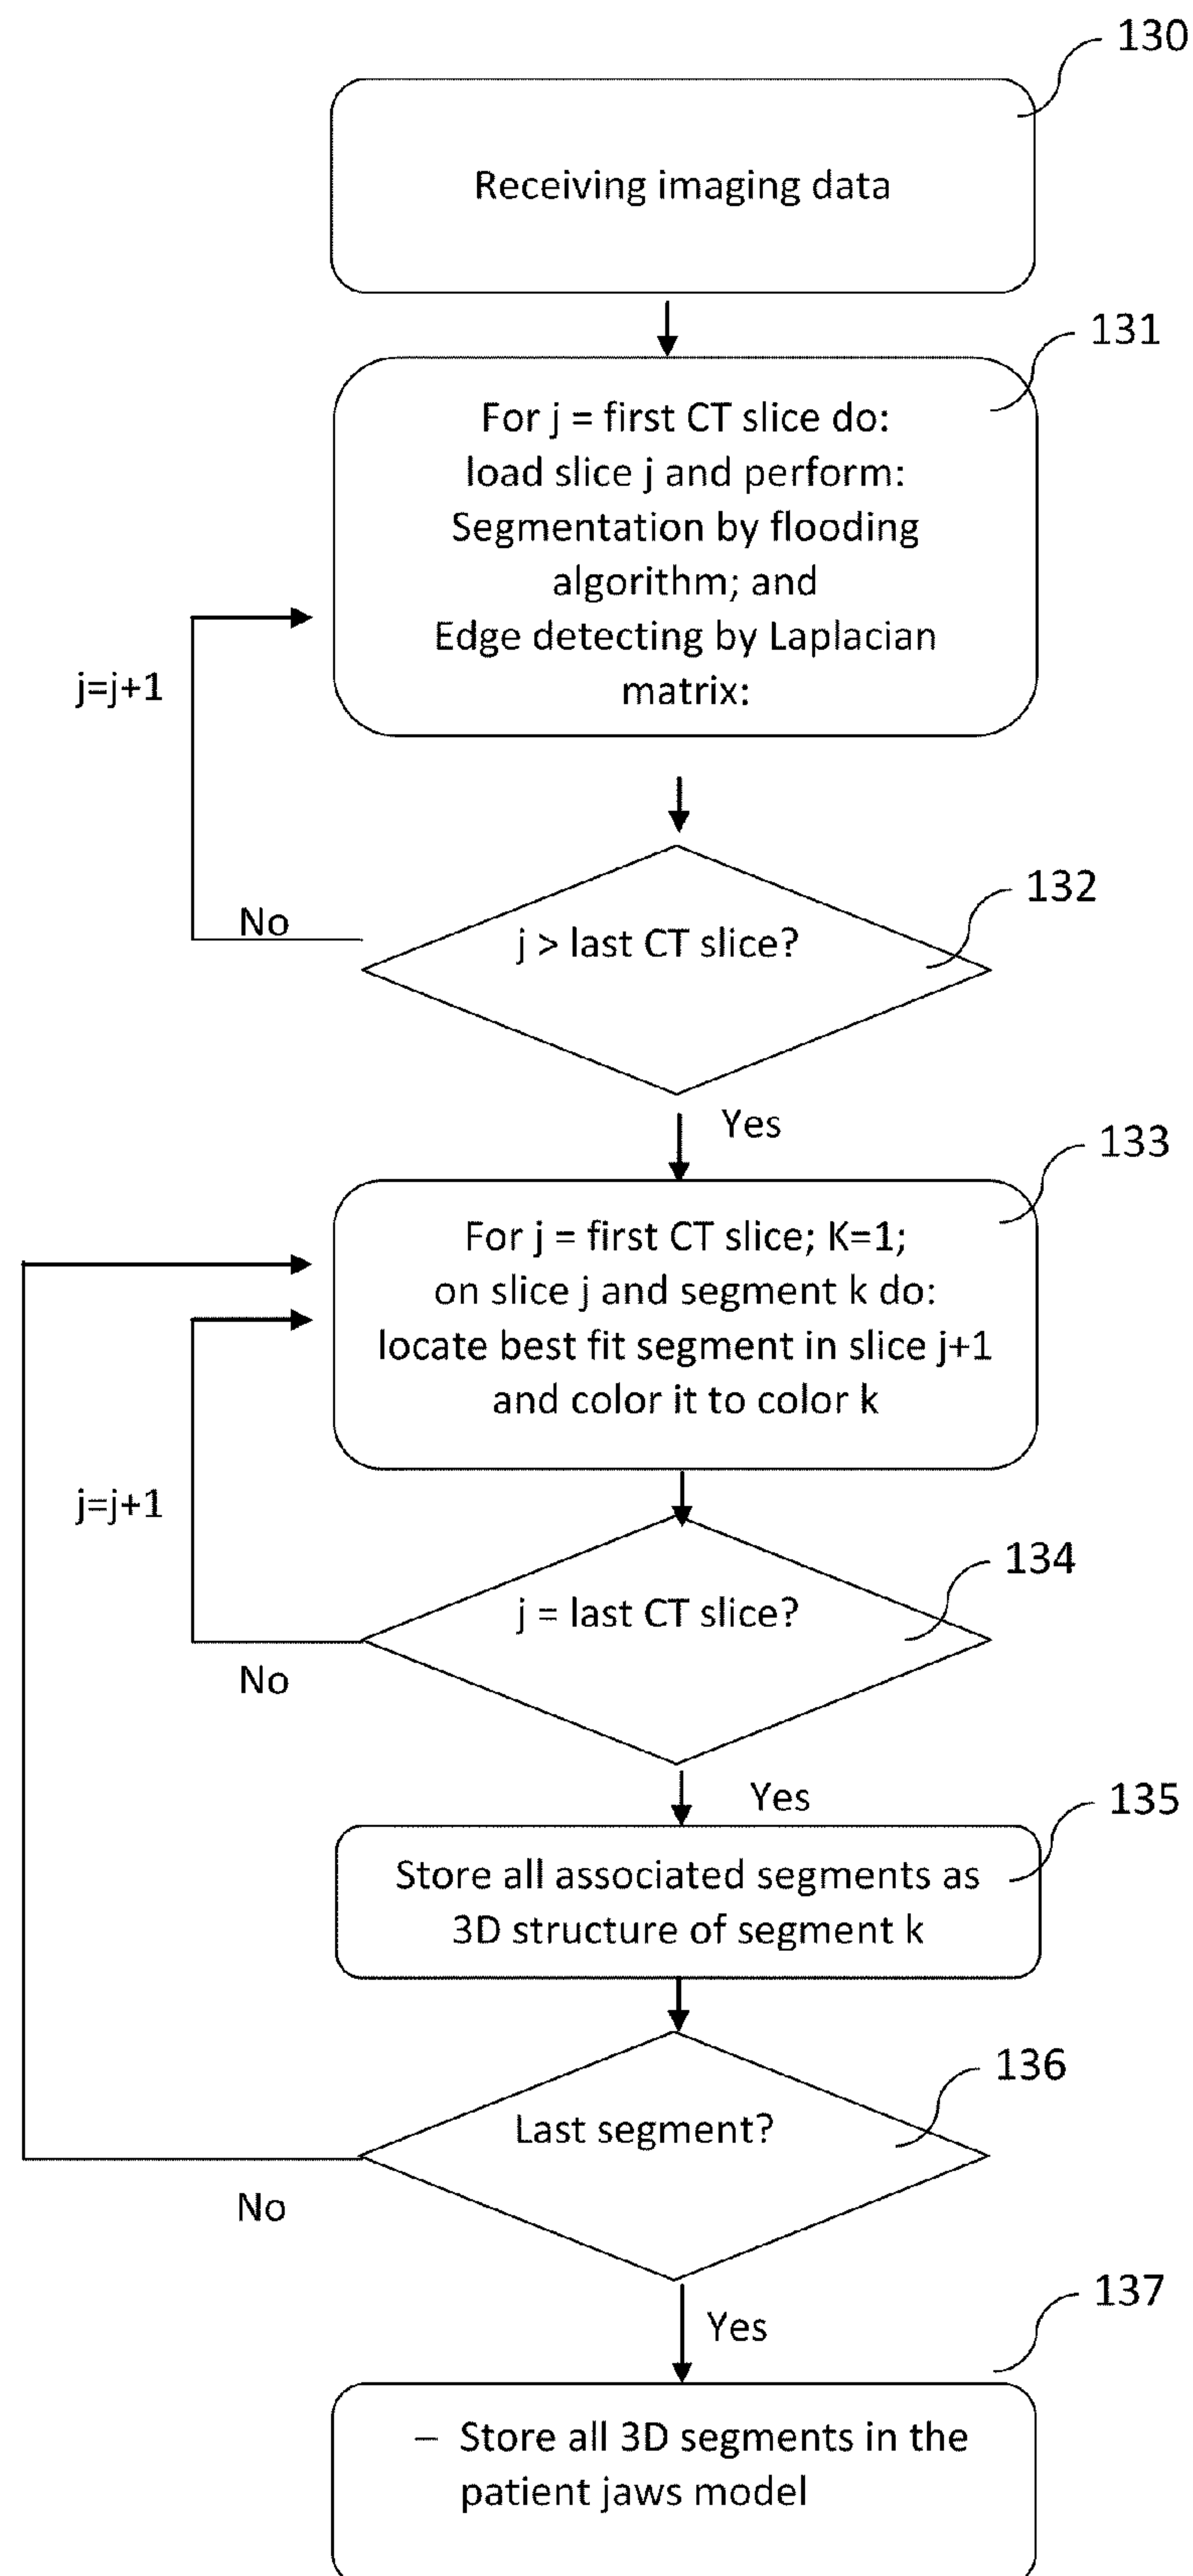 130
Receiving imaging data
131
For j = first CT slice do:
load slice j and perform:
Segmentation by flooding
algorithm; and
Edge detecting by Laplacian
matrix:
j=j+1
132
No
j > last CT slice?
Yes
133
For j = first CT slice; K=1;
on slice j and segment k do:
locate best fit segment in slice j+1
and color it to color k
j=j+1
134
j = last CT slice?
No
Yes
135
Store all associated segments as
3D structure of segment k
136
Last segment?
No
137
Yes
– Store all 3D segments in the
patient jaws model